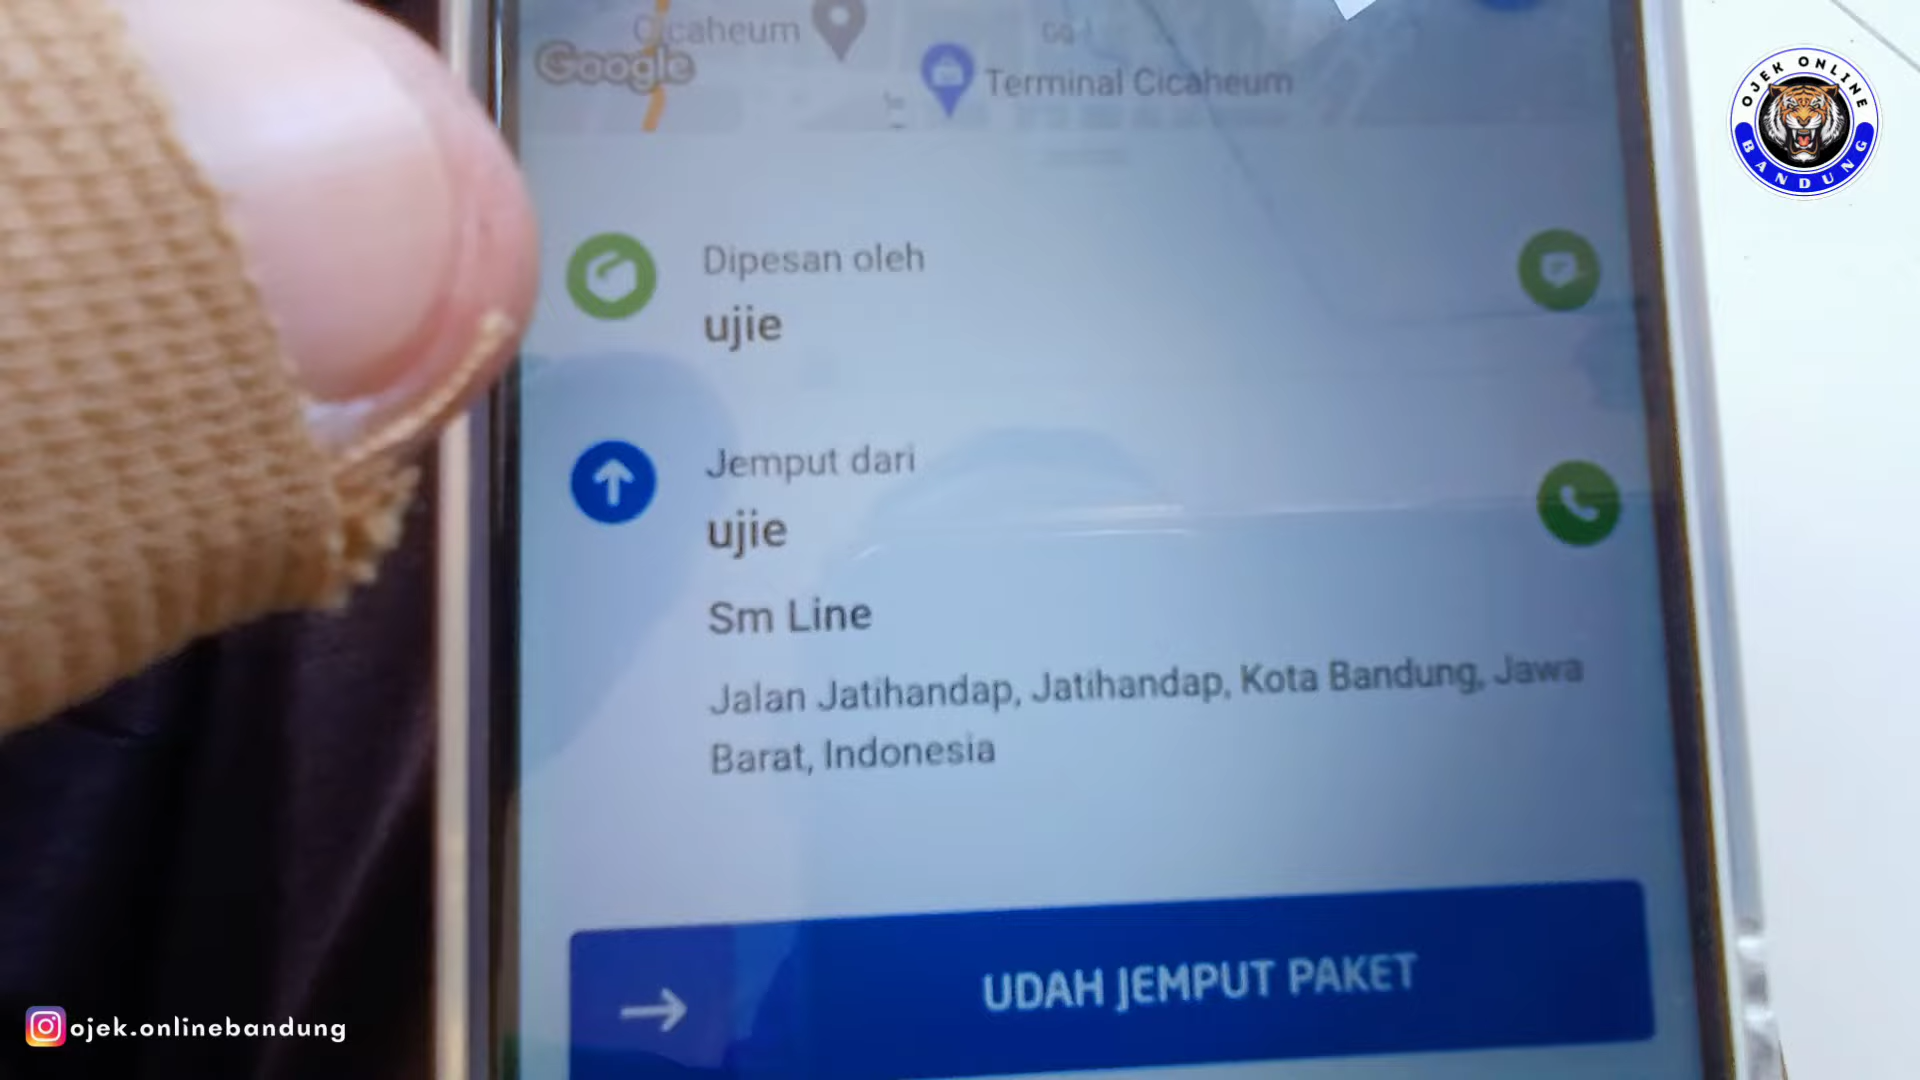 Cicaheum
Google
Terminal Cicaheum
OJEK ONLINE
BANDUNG
Dipesan oleh
ujie
Jemput dari
ujie
Sm Line
Jalan Jatihandap, Jatihandap, Kota Bandung, Jawa
Barat, Indonesia
UDAH JEMPUT PAKET
ojek.onlinebandung